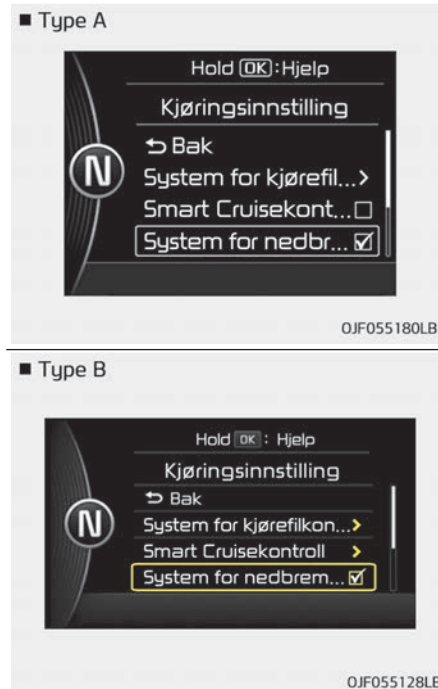 ■ Type A
Hold OK:Hjelp
Kjøringsinnstilling
Bak
System for kjørefil...
Smart Cruisekont...
System for nedbr...
N
OJF055180LB
■ Type B
Hold OK: Hjelp
Kjøringsinnstilling
Bak
System for kjørefilkon...
Smart Cruisekontroll
System for nedbrem...
N
OJF055128LB